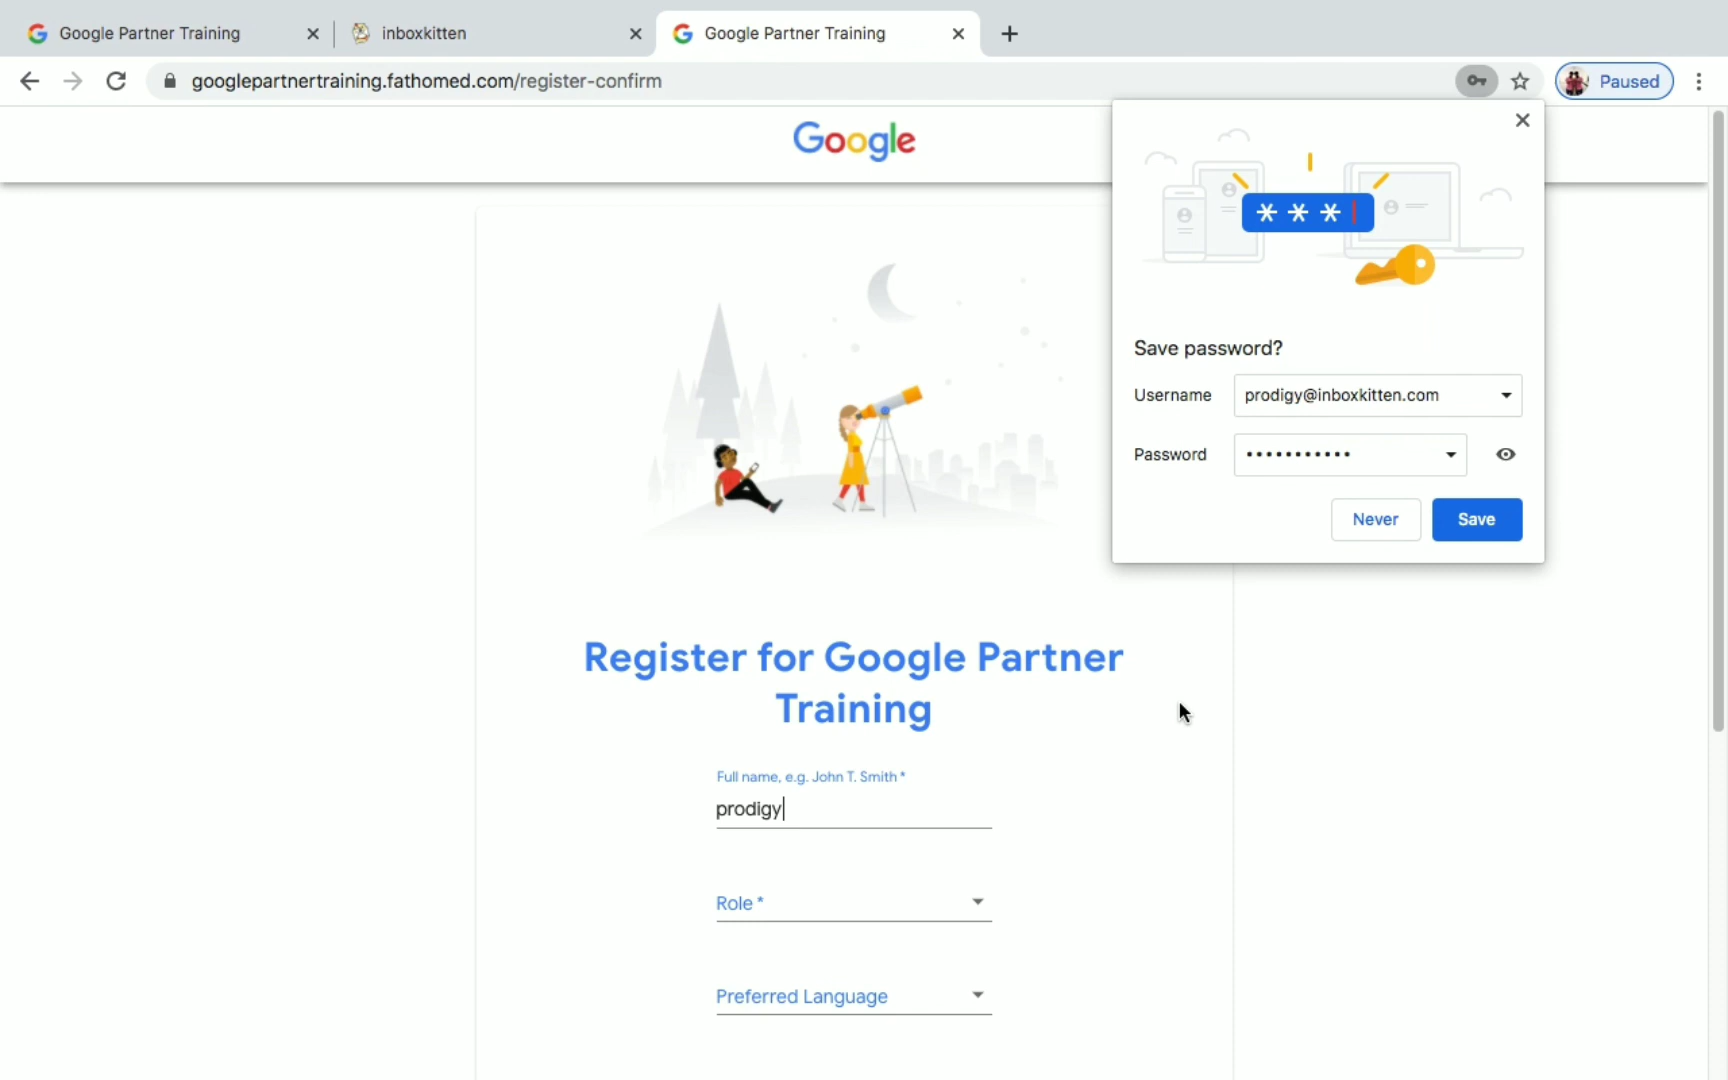 Google Partner Training
inboxkitten
Google Partner Training
googlepartnertraining.fathomed.com/register-confirm
Paused
Google
***
Save password?
Username prodigy@inboxkitten.com
Password •••••••••••
Never Save
Register for Google Partner
Training
Full name, e.g. John T. Smith *
prodigy
Role *
Preferred Language